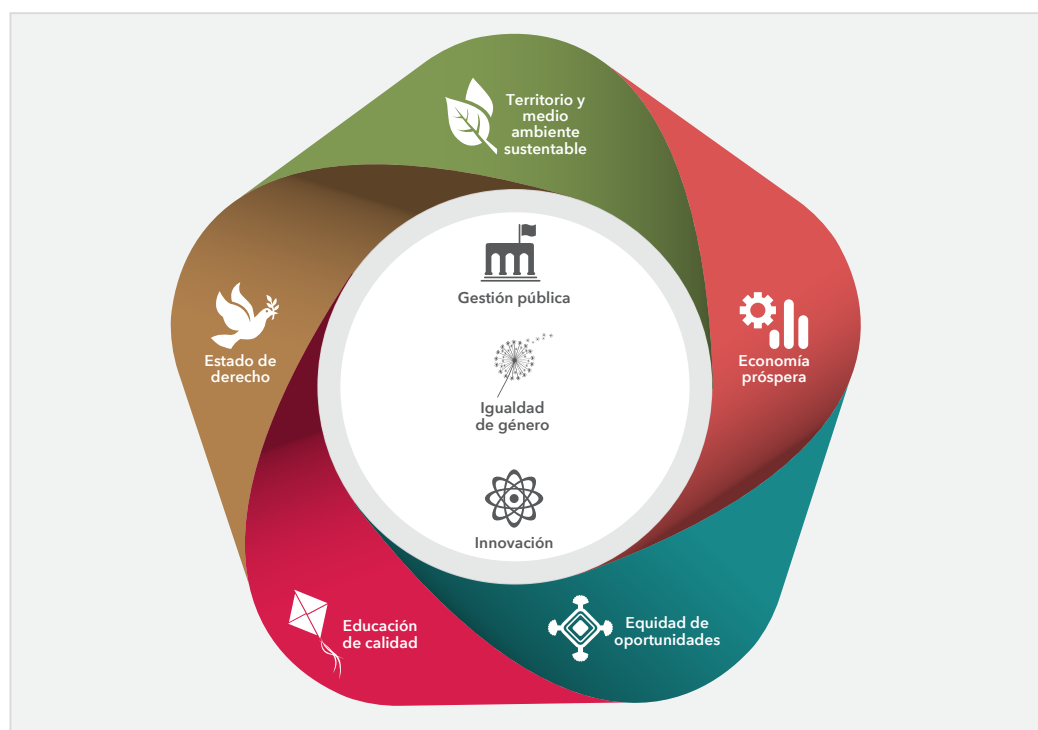 Territorio y
medio
ambiente
sustentable
Gestión pública
Estado de
derecho
Economía
próspera
Igualdad
de género
Innovación
Educación
de calidad
Equidad de
oportunidades